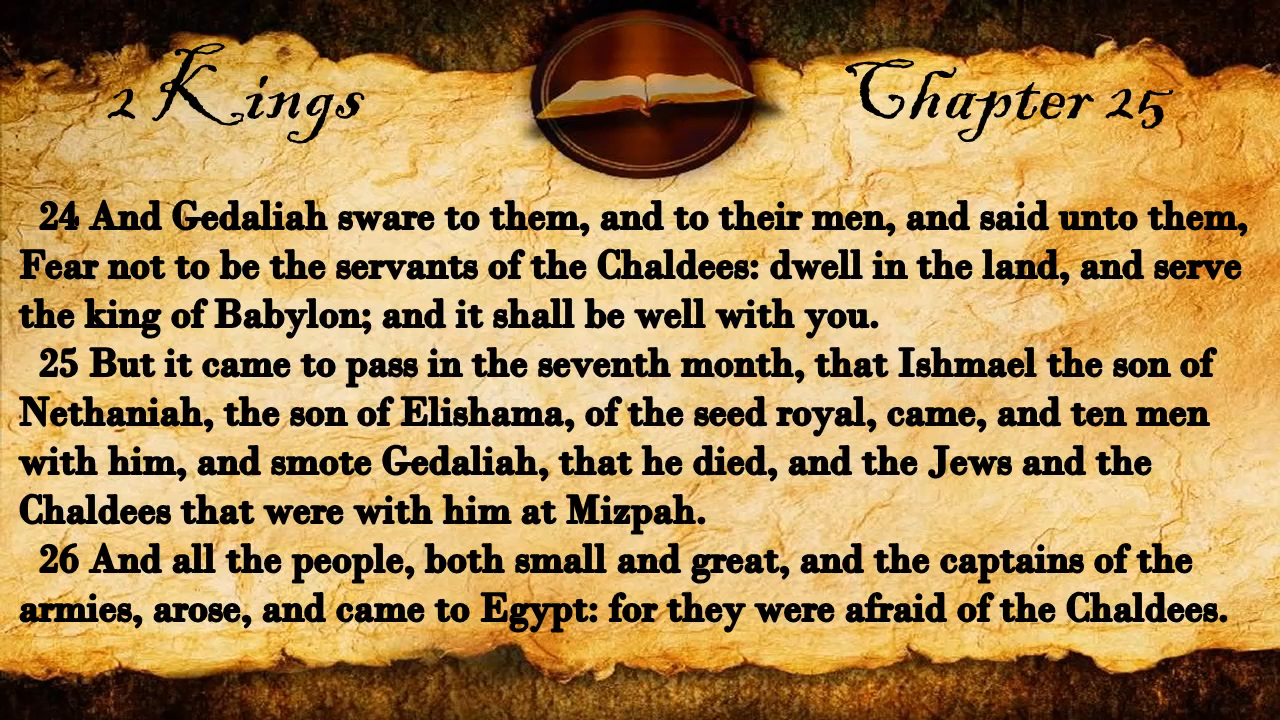 2 Kings
Chapter 25
24 And Gedaliah sware to them, and to their men, and said unto them,
Fear not to be the servants of the Chaldees: dwell in the land, and serve
the king of Babylon; and it shall be well with you.
25 But it came to pass in the seventh month, that Ishmael the son of
Nethaniah, the son of Elishama, of the seed royal, came, and ten men
with him, and smote Gedaliah, that he died, and the Jews and the
Chaldees that were with him at Mizpah.
26 And all the people, both small and great, and the captains of the
armies, arose, and came to Egypt: for they were afraid of the Chaldees.